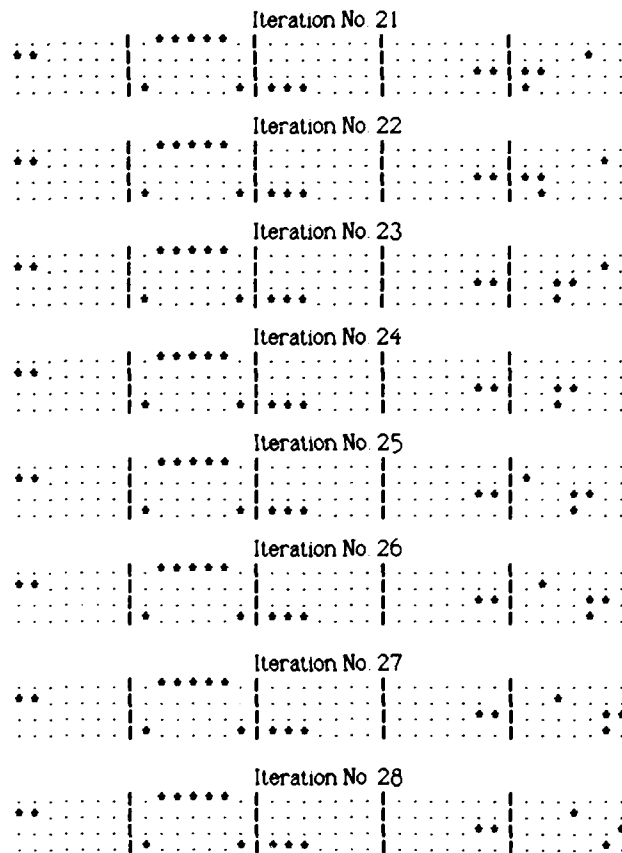 Iteration No. 21
Iteration No. 22
Iteration No. 23
Iteration No. 24
Iteration No. 25
Iteration No. 26
Iteration No. 27
Iteration No. 28